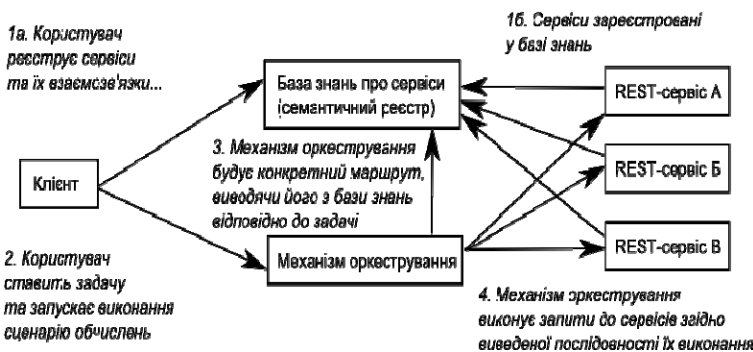 1а. Користувач
реєструє сервіси
та їх взаємозв'язки...
1б. Сервіси зареєстровані
у базі знань
База знань про сервіси
(семантичний реєстр)
REST-сервіс А
3. Механізм оркестрування
будує конкретний маршрут,
виводячи його з бази знань
відповідно до задачі
REST-сервіс Б
Клієнт
REST-сервіс В
Механізм оркестрування
2. Користувач
ставить задачу
та запускає виконання
сценарію обчислень
4. Механізм оркестрування
виконує запити до сервісів згідно
виведеної послідовності їх виконання